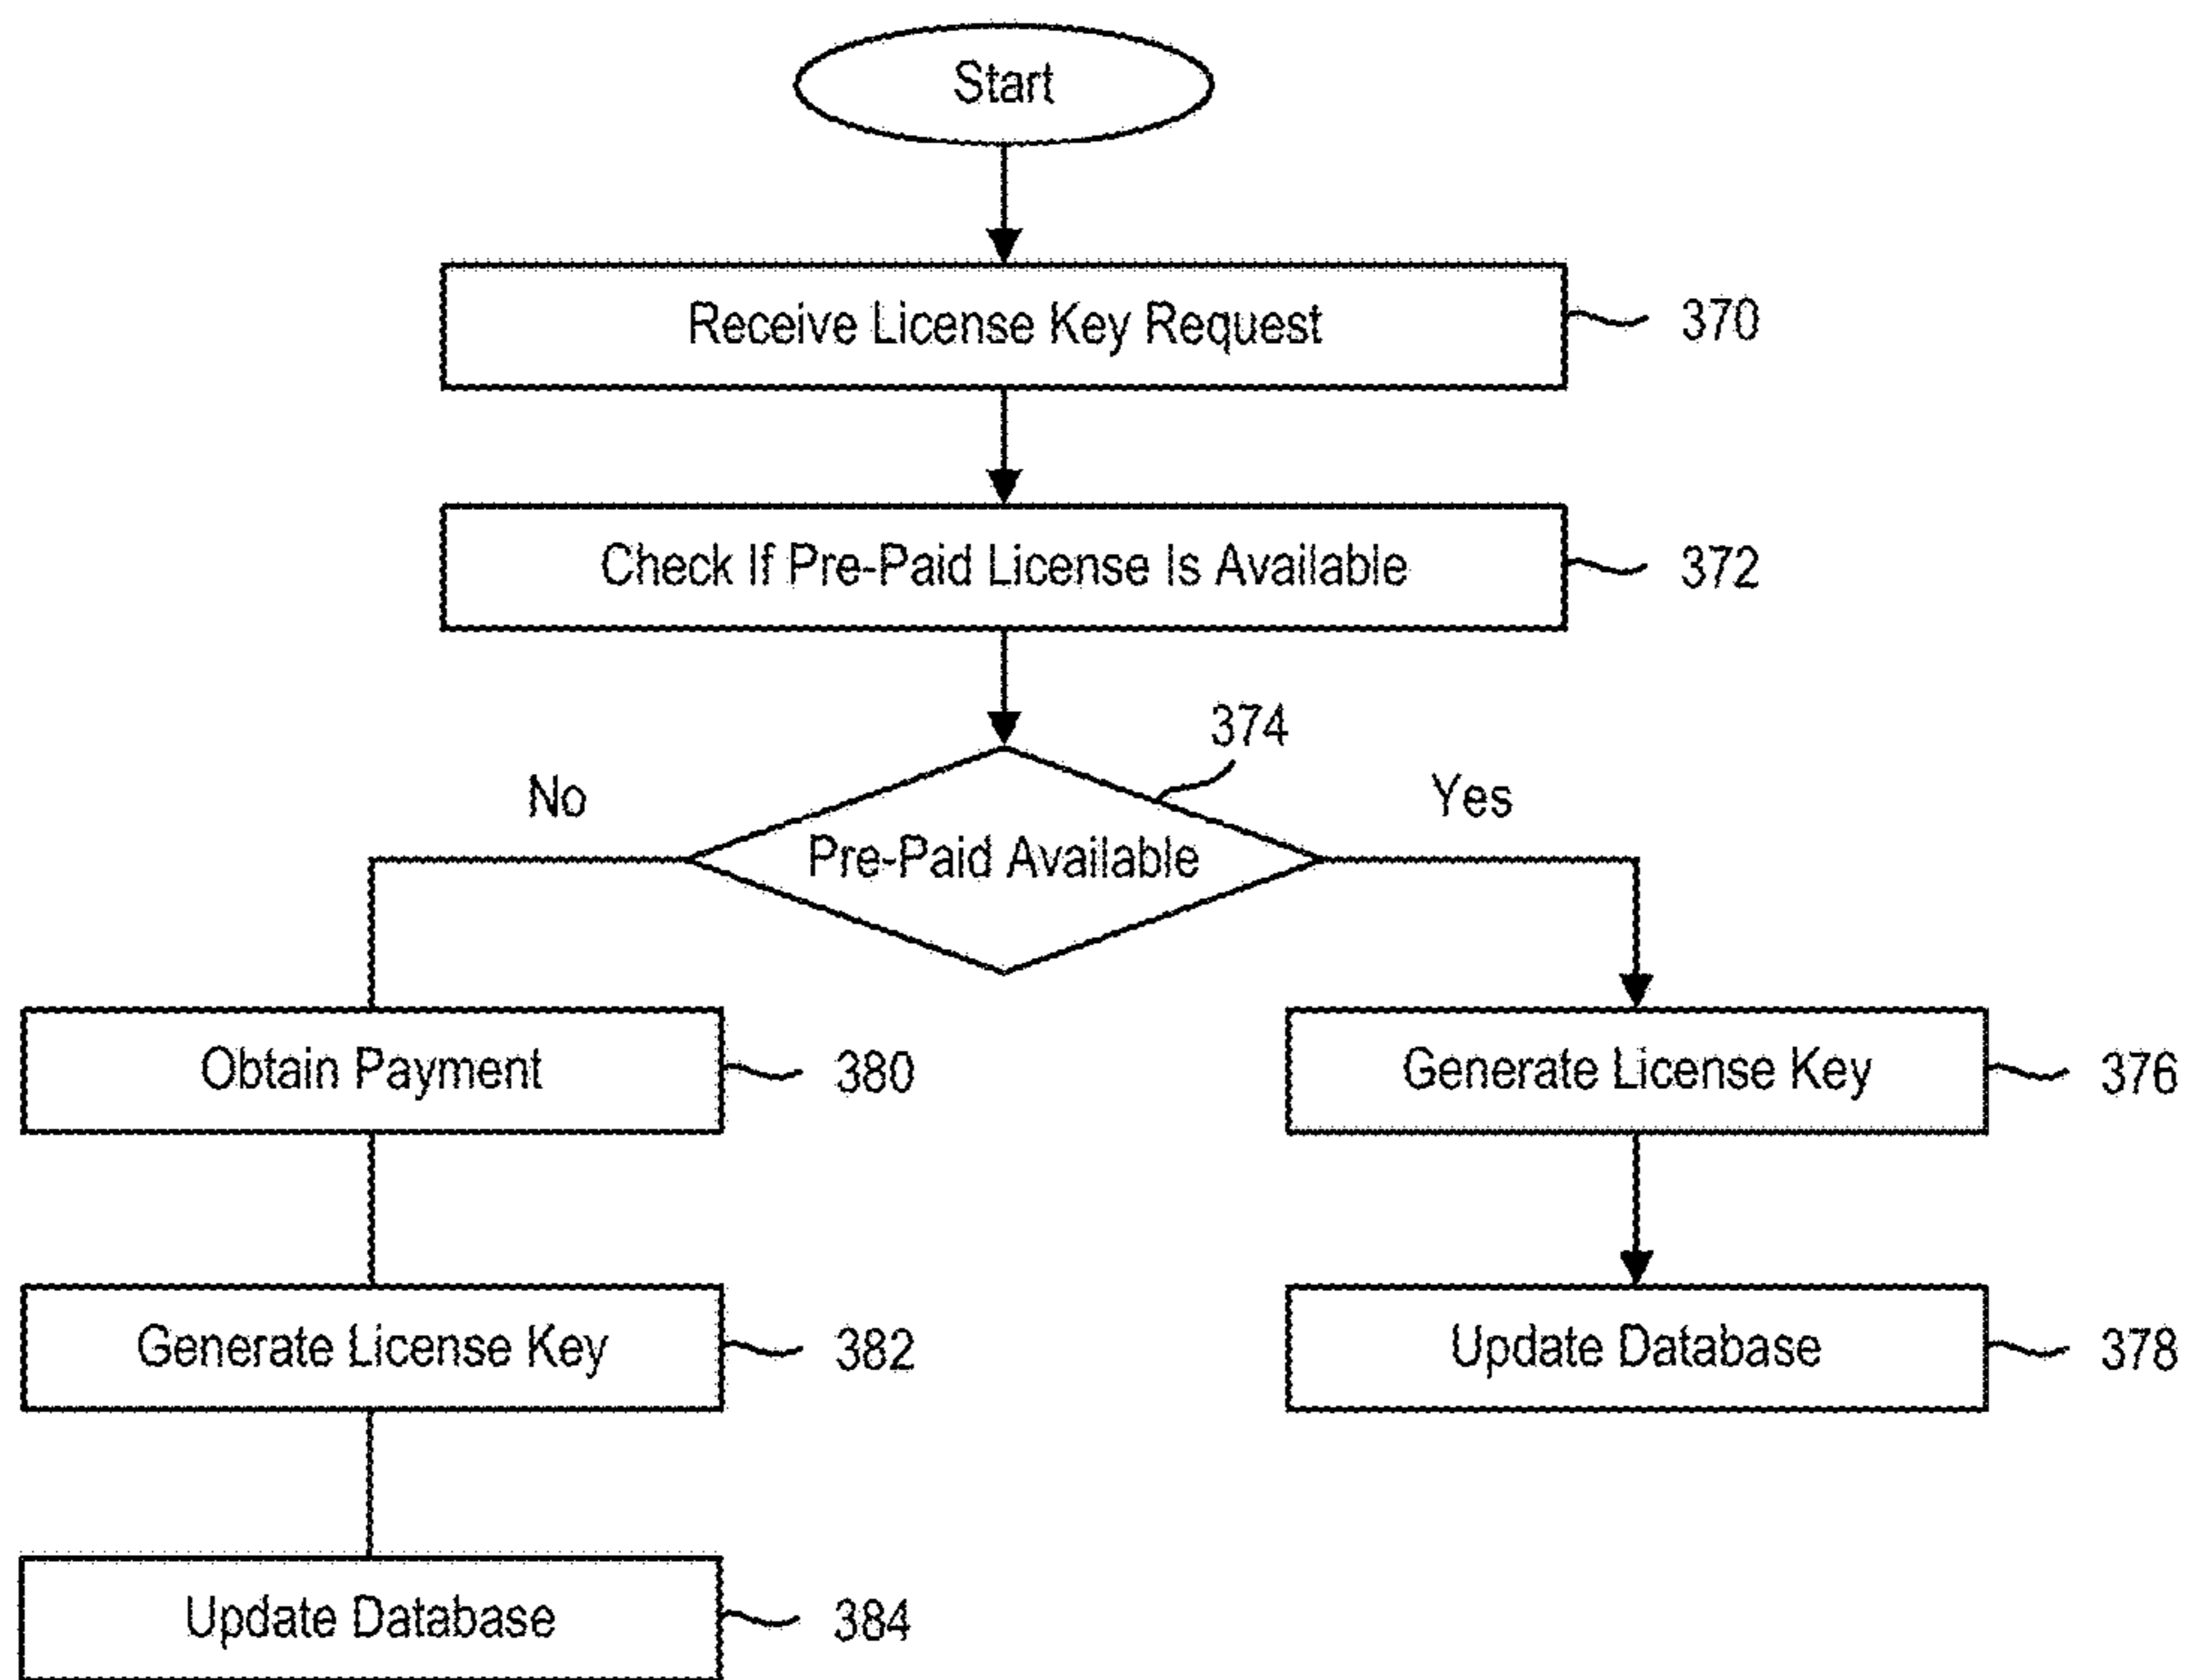 Start
Receive License Key Request
370
Check If Pre-Paid License Is Available
372
374
No
Yes
Pre-Paid Available
Obtain Payment
380
Generate License Key
376
Generate License Key
382
Update Database
378
Update Database
384